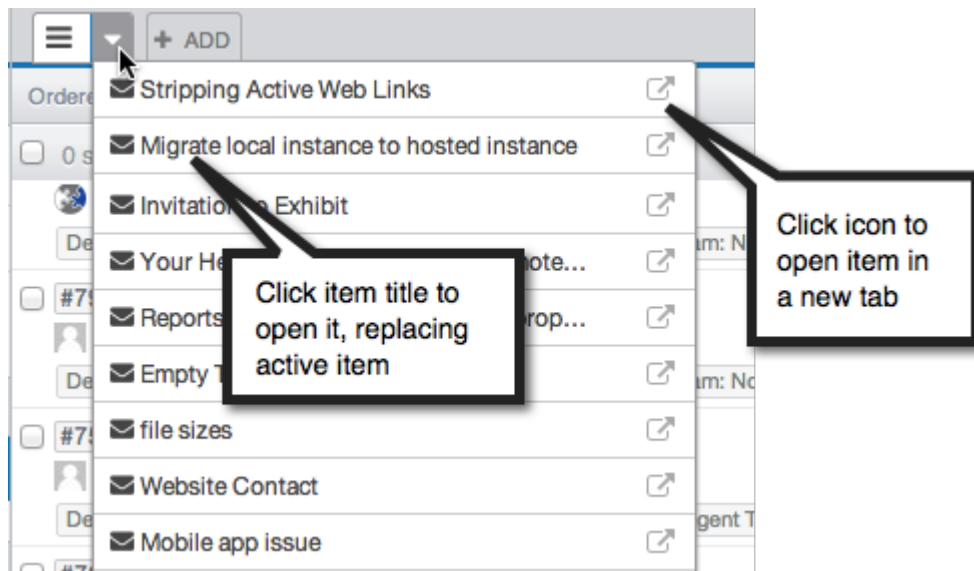 + ADD
Ordere
Stripping Active Web Links
0 s
Migrate local instance to hosted instance
Invitatio Exhibit
De
am: N
Your He
ote...
Click icon to
open item in
a new tab
Click item title to
open it, replacing
active item
#79
Reports
rop...
De
Empty T
am: No
#75
file sizes
Website Contact
De
gent T
Mobile app issue